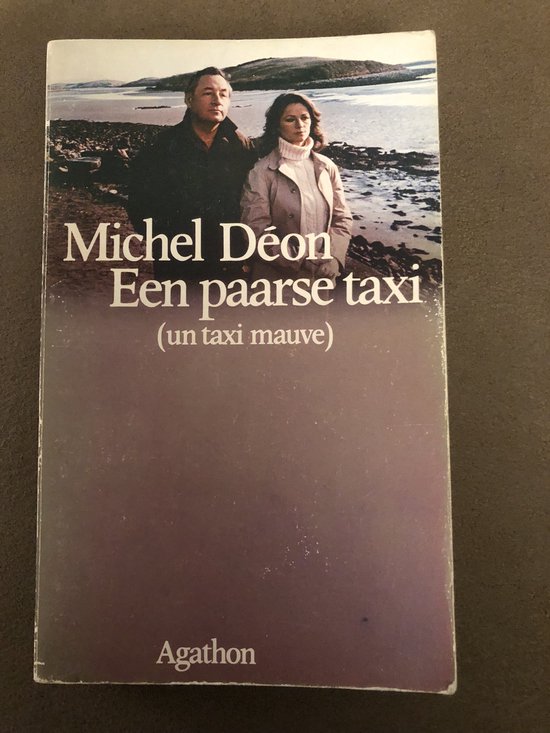 Michel Déon
Een paarse taxi
(un taxi mauve)
Agathon